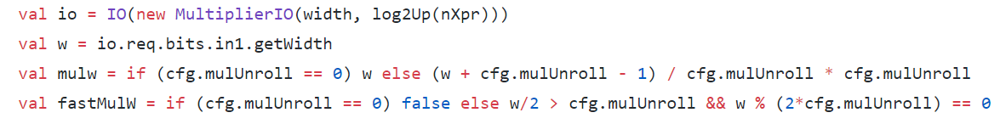 val io = IO(new MultiplierIO(width, log2Up(nXpr)))
val w = io.req.bits.in1.getWidth
val mulw = if (cfg.mulUnroll == 0) w else (w + cfg.mulUnroll - 1) / cfg.mulUnroll * cfg.mulUnroll
val fastMulW = if (cfg.mulUnroll == 0) false else w/2 > cfg.mulUnroll && w % (2*cfg.mulUnroll) == 0